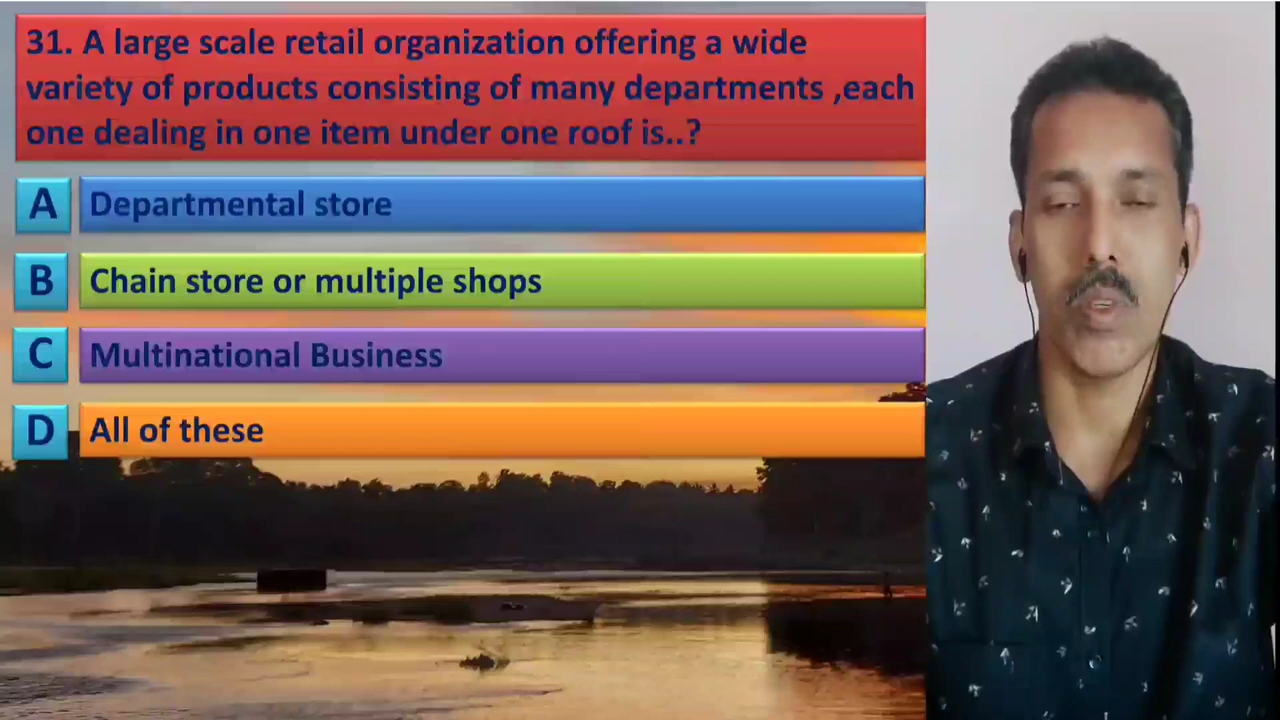 31. A large scale retail organization offering a wide
variety of products consisting of many departments ,each
one dealing in one item under one roof is..?
A Departmental store
B Chain store or multiple shops
C Multinational Business
D All of these